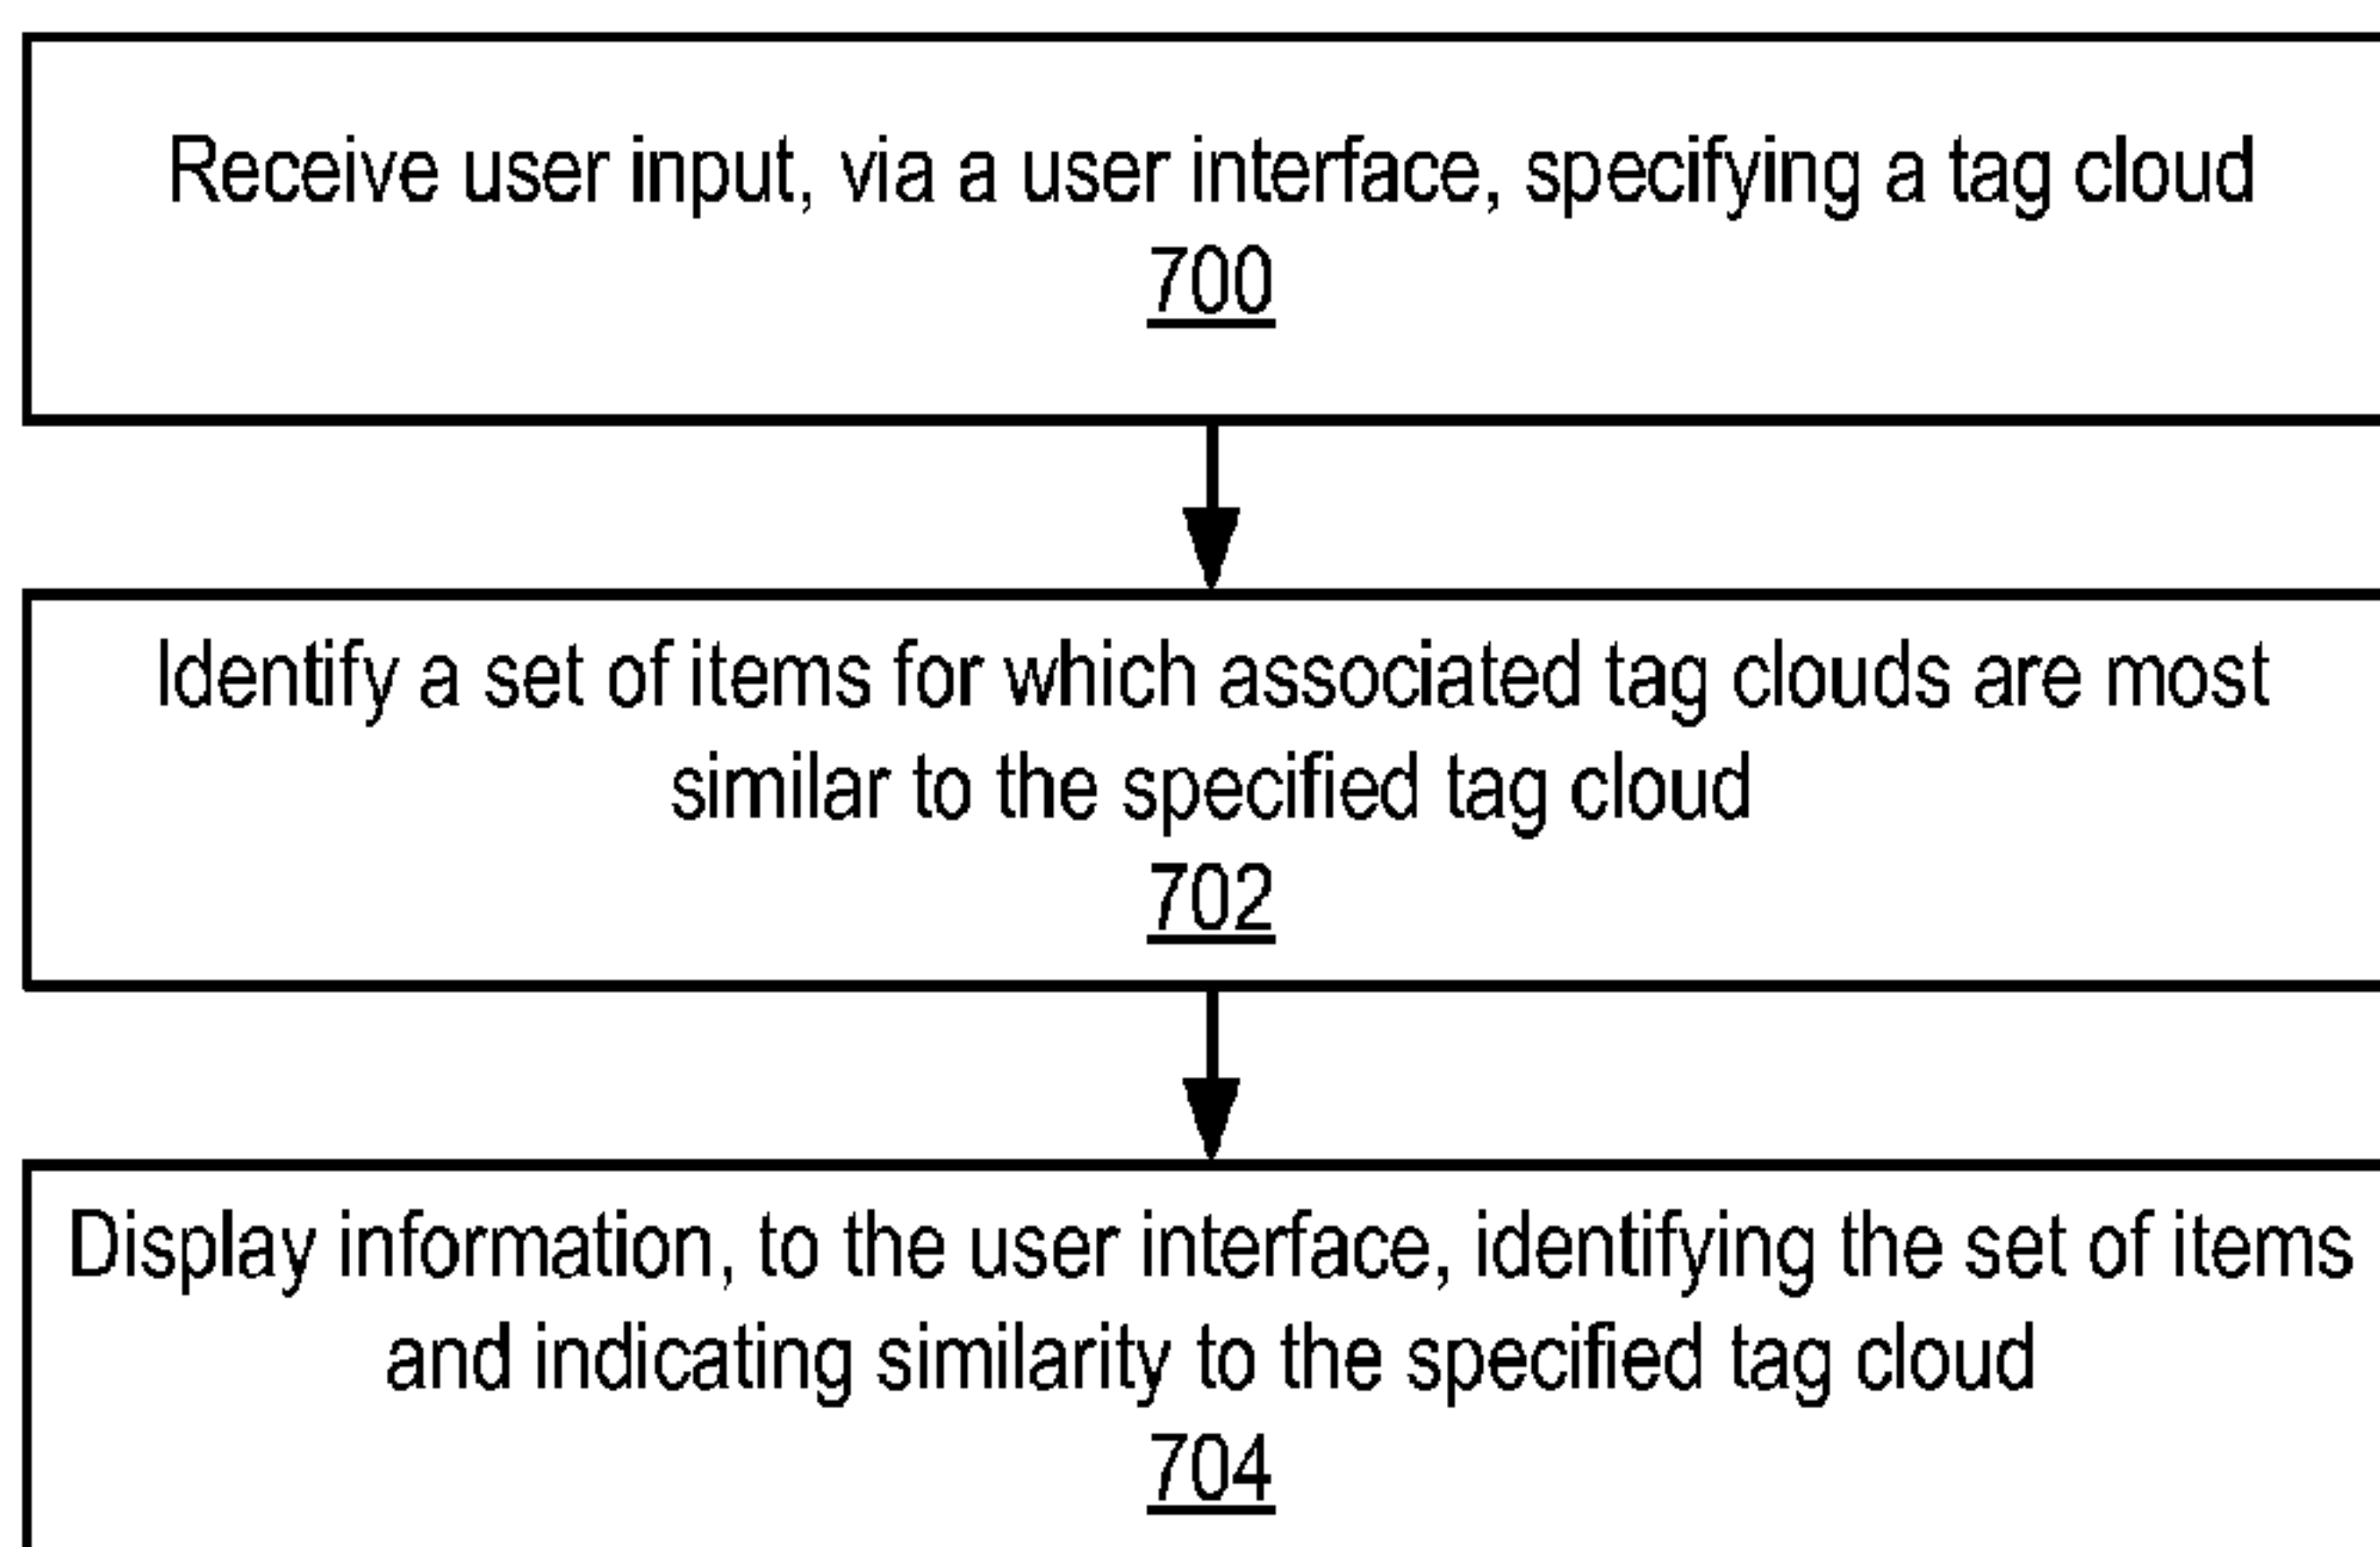 Receive user input, via a user interface, specifying a tag cloud
700
Identify a set of items for which associated tag clouds are most
similar to the specified tag cloud
702
Display information, to the user interface, identifying the set of items
and indicating similarity to the specified tag cloud
704